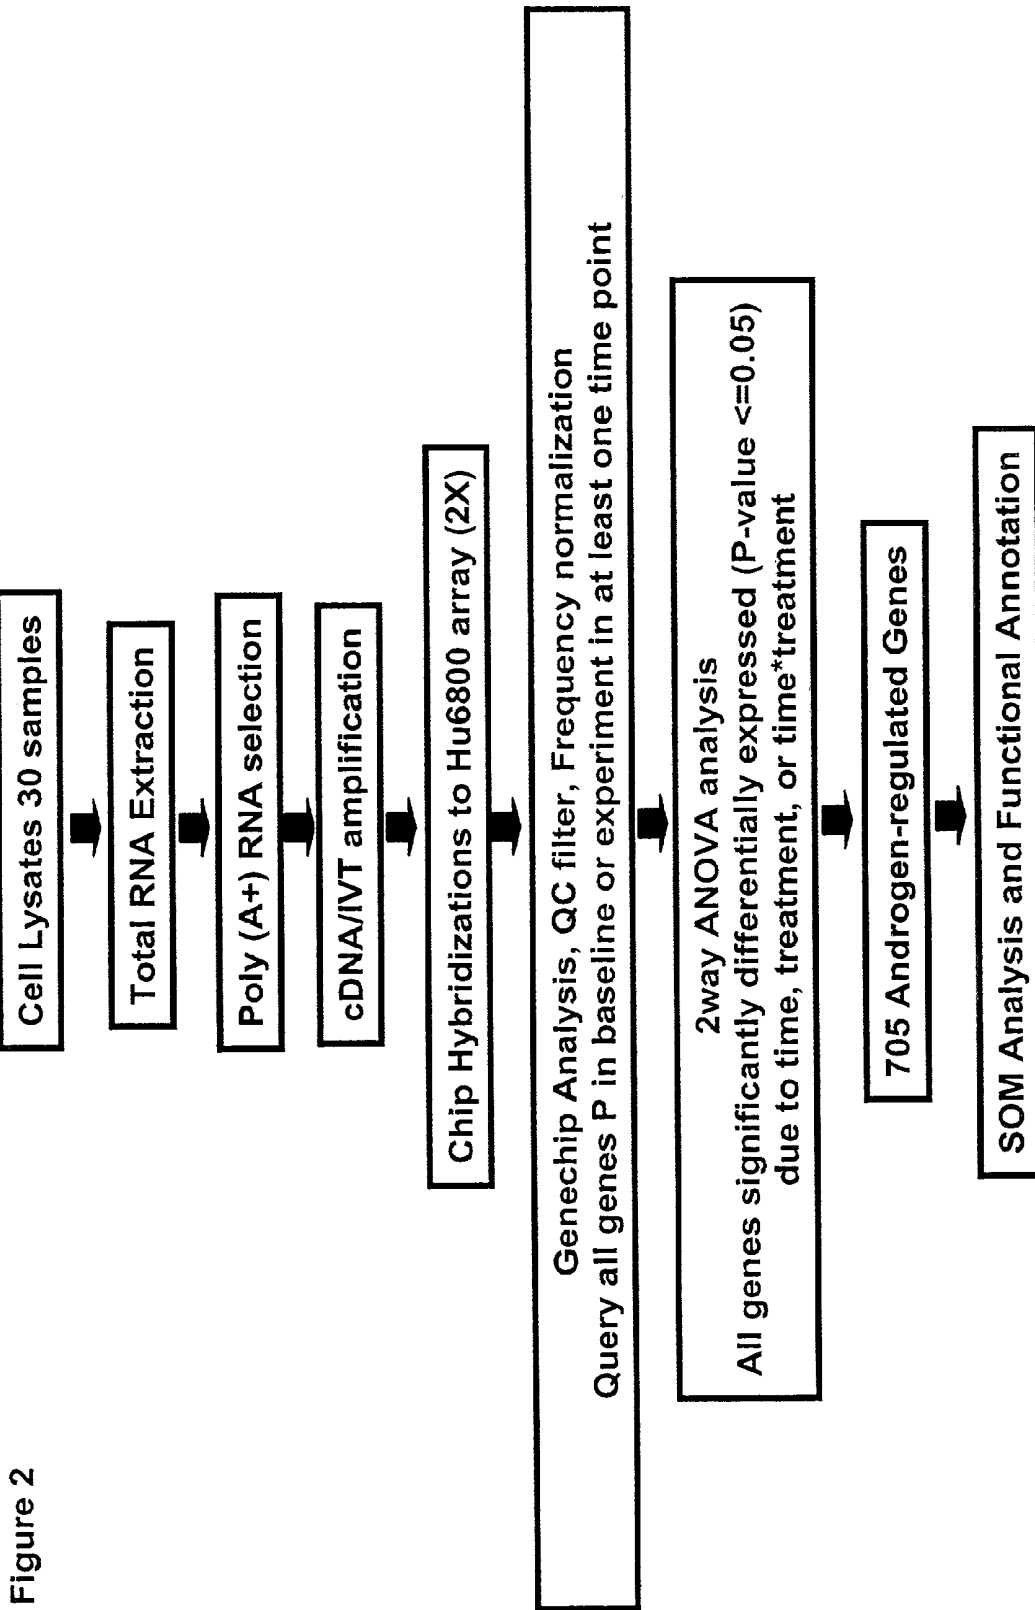 Figure 2
Cell Lysates 30 samples
Total RNA Extraction
Poly (A+) RNA selection
cDNA/IVT amplification
Chip Hybridizations to Hu6800 array (2X)
Genechip Analysis, QC filter, Frequency normalization
Query all genes P in baseline or experiment in at least one time point
2way ANOVA analysis
All genes significantly differentially expressed (P-value <=0.05)
due to time, treatment, or time*treatment
705 Androgen-regulated Genes
SOM Analysis and Functional Annotation